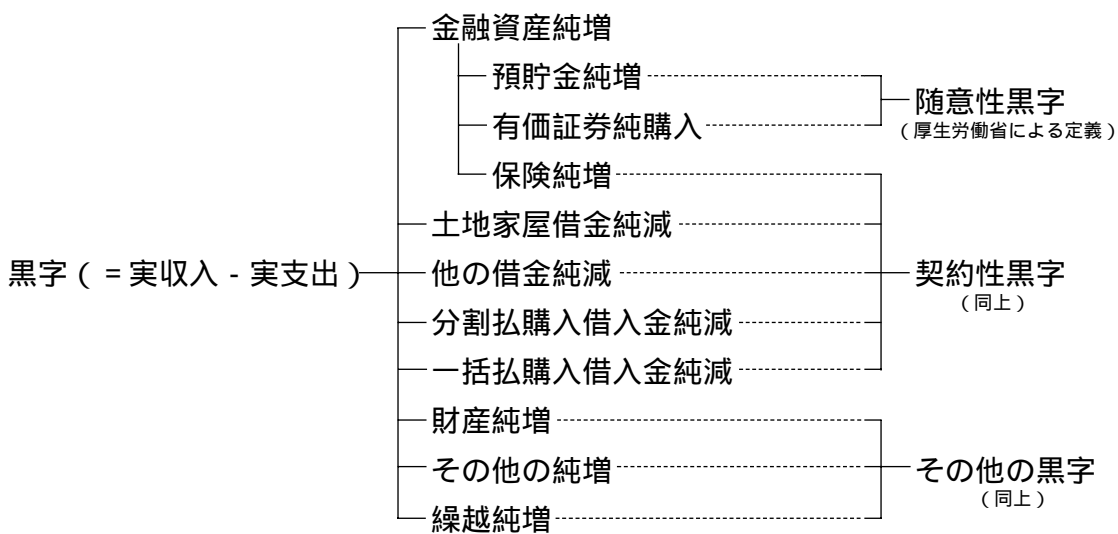 金融資産純増
預貯金純増
有価証券純購入
随意性黒字
(厚生労働省による定義)
保険純増
土地家屋借金純減
黒字(=実収入-実支出)
他の借金純減
契約性黒字
(同上)
分割払購入借入金純減
一括払購入借入金純減
財産純増
その他の純増
その他の黒字
(同上)
繰越純増